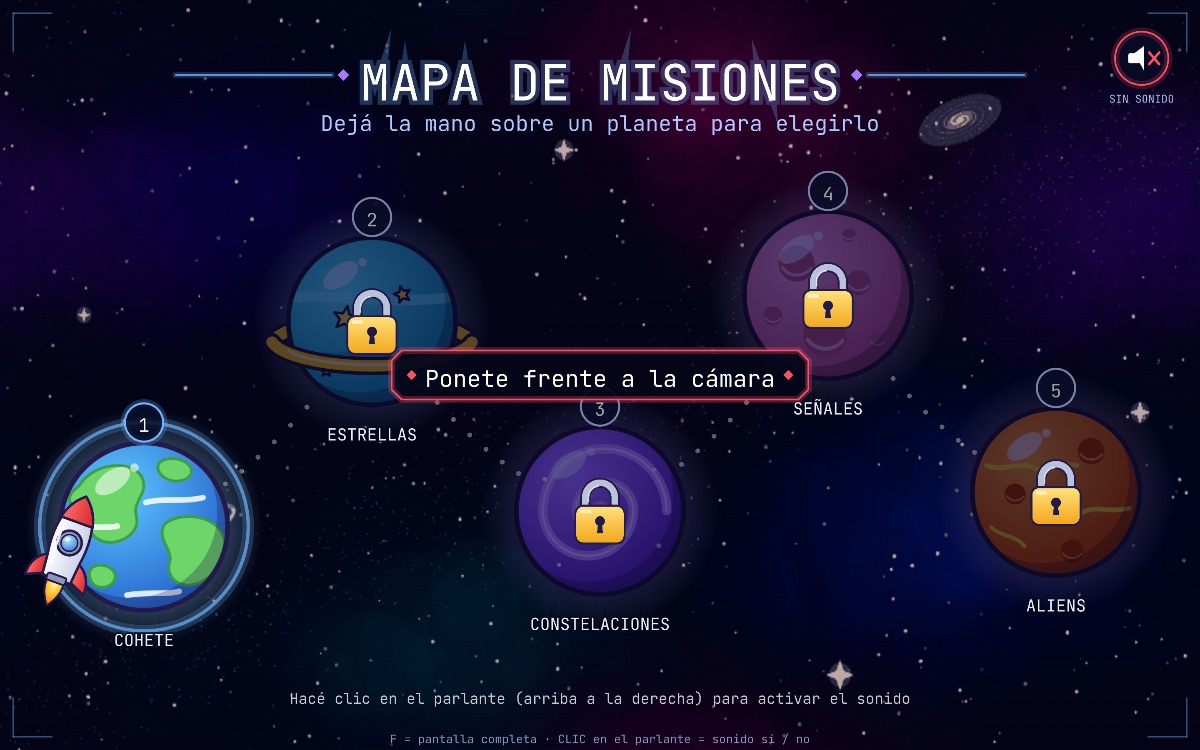 MAPA DE MISIONES
Dejá la mano sobre un planeta para elegirlo
SIN SONIDO
4
2
Ponete frente a la cámara
5
3
SEÑALES
1
ESTRELLAS
ALIENS
CONSTELACIONES
COHETE
Hacé clic en el parlante (arriba a la derecha) para activar el sonido
F = pantalla completa · CLIC en el parlante = sonido sí / no